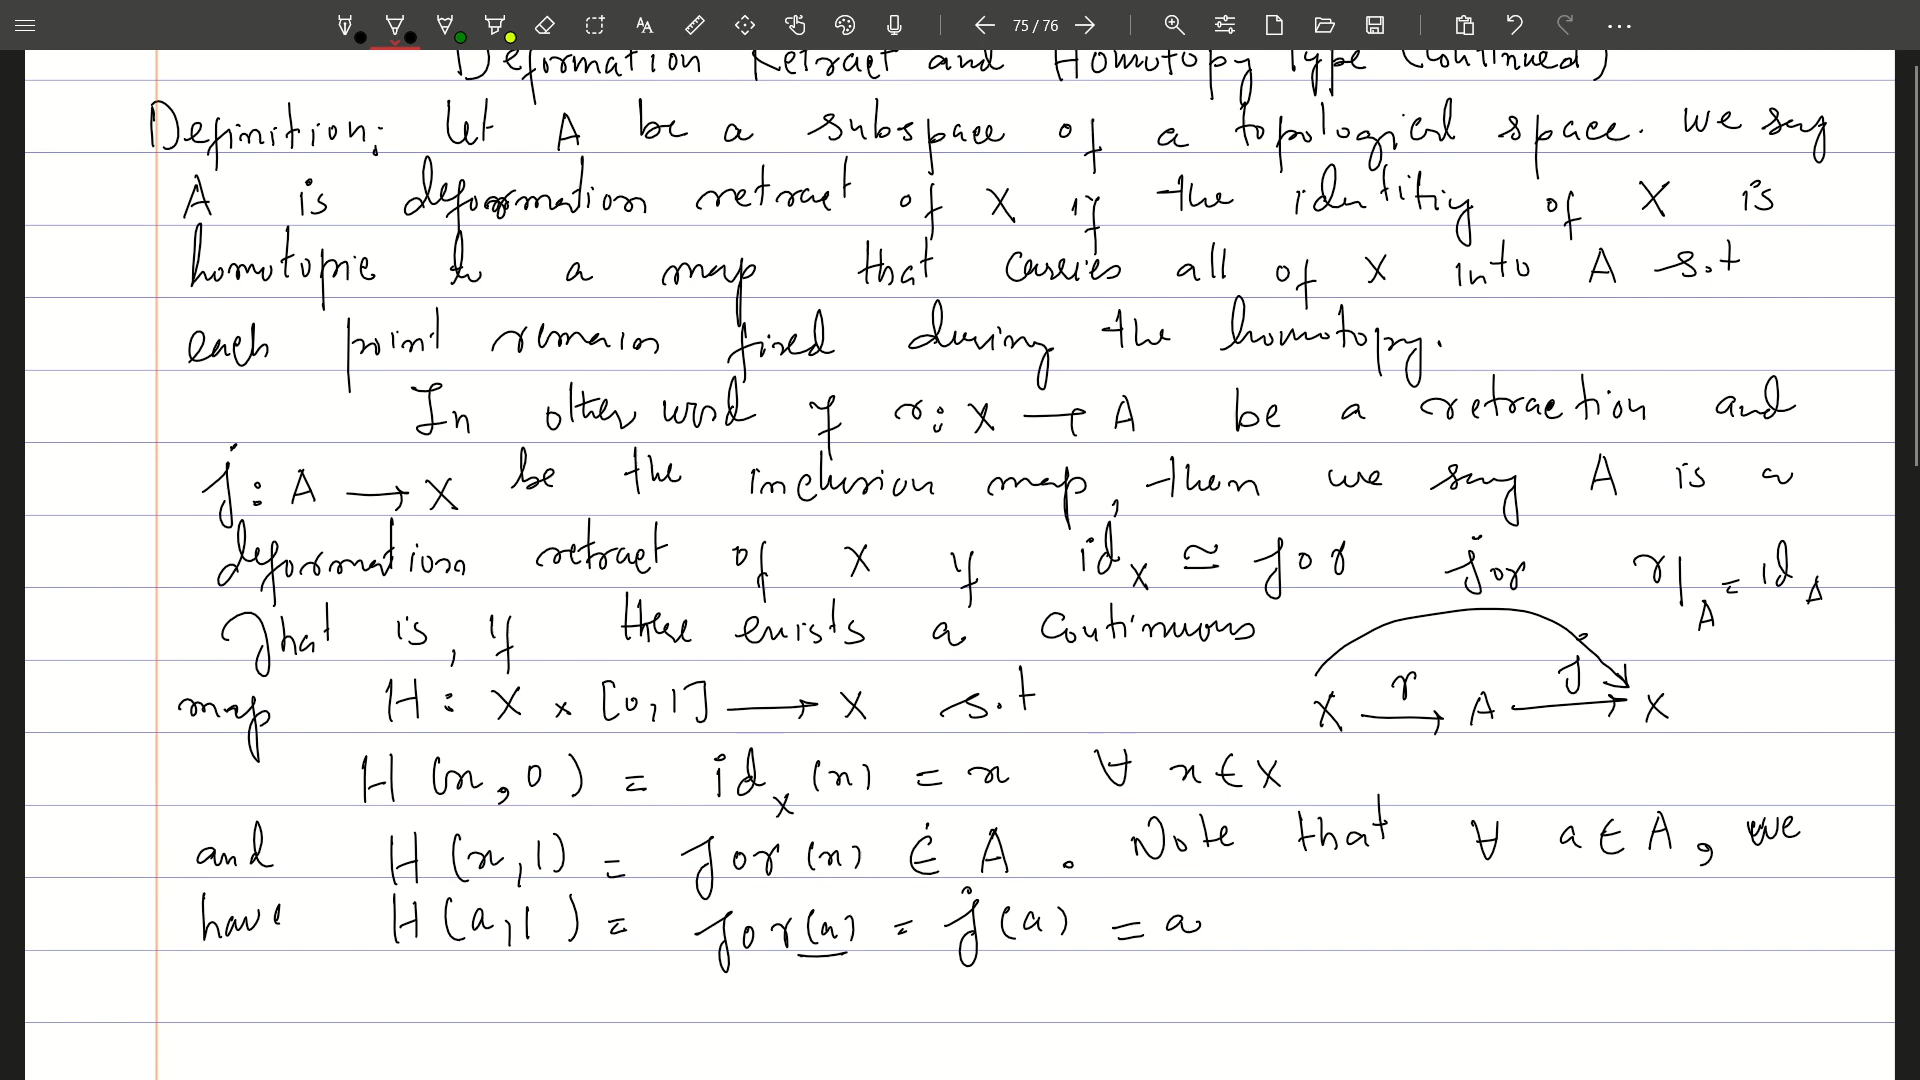 75 / 76
Deformation Retract and Homotopy Type (Continued)
Definition: Let A be a subspace of a topological space. We say
A is deformation retract of X if the identitiy of X is
homotopic to a map that carries all of X into A s.t
each point remains fixed during the homotopy.
In other word if r: X → A be a retraction and
j: A → X be the inclusion map, then we say A is a
deformation retract of X if id_X ≃ j∘r j∘r r|_A = id_A
That is, if there exists a continuous
map H : X × [0,1] → X s.t X →r A →j X
H (x, 0) = id_X (x) = x ∀ x ∈ X
and H (x, 1) = j∘r (x) ∈ A . Note that ∀ a ∈ A, we
have H (a, 1) = j∘r(a) = j(a) = a